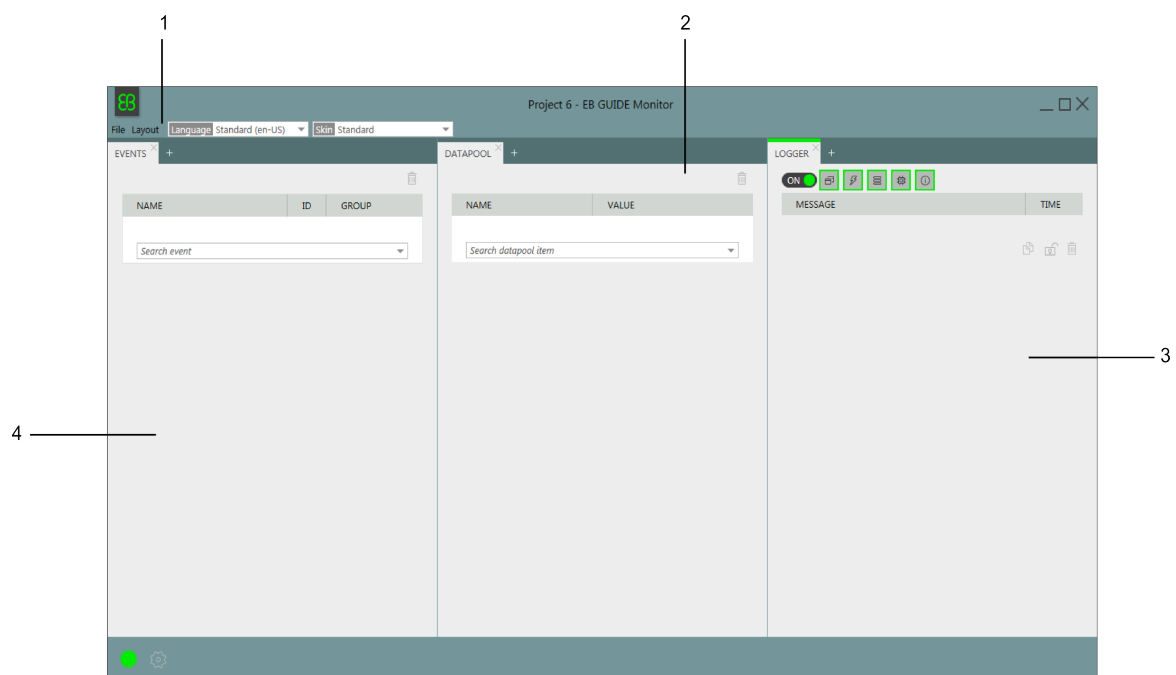 1
2
EB
Project 6 - EB GUIDE Monitor
File Layout Language Standard (en-US) Skin Standard
EVENTS +
DATAPOOL +
LOGGER +
ON
NAME ID GROUP
NAME VALUE
MESSAGE TIME
Search event
Search datapool item
3
4